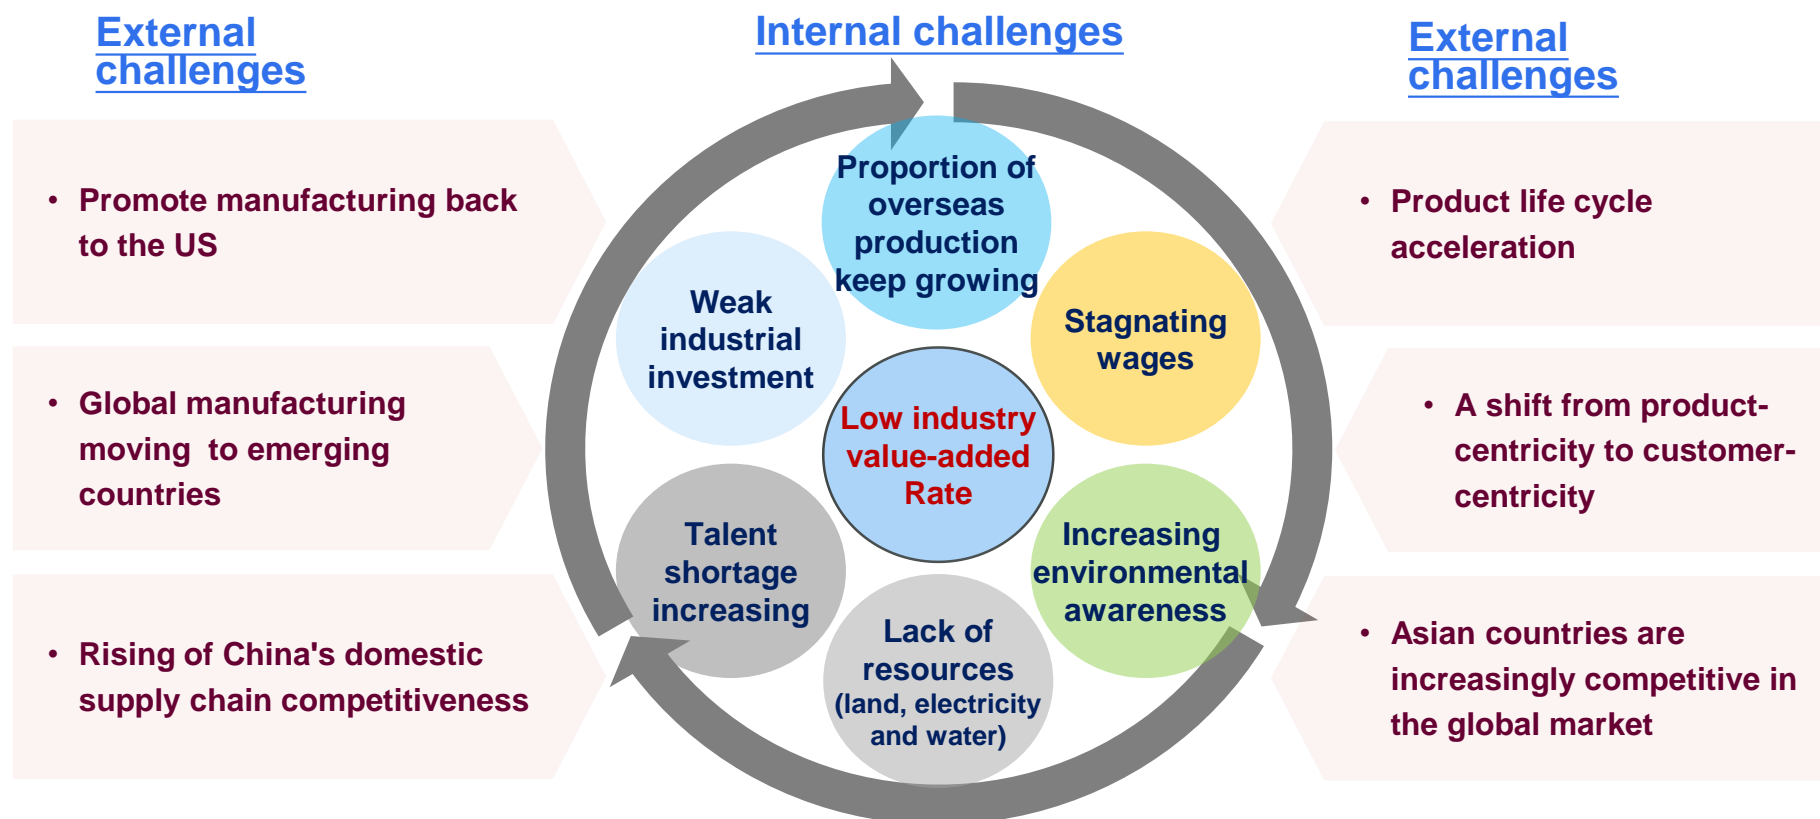 External
challenges
• Promote manufacturing back
to the US
• Global manufacturing
moving  to emerging
countries
• Rising of China's domestic
supply chain competitiveness
Internal challenges
Proportion of
overseas
production
keep growing
Weak
industrial
investment
Stagnating
wages
Low industry
value-added
Rate
Talent
shortage
increasing
Increasing
environmental
awareness
Lack of
resources
(land, electricity
and water)
External
challenges
• Product life cycle
acceleration
• A shift from product-
centricity to customer-
centricity
• Asian countries are
increasingly competitive in
the global market